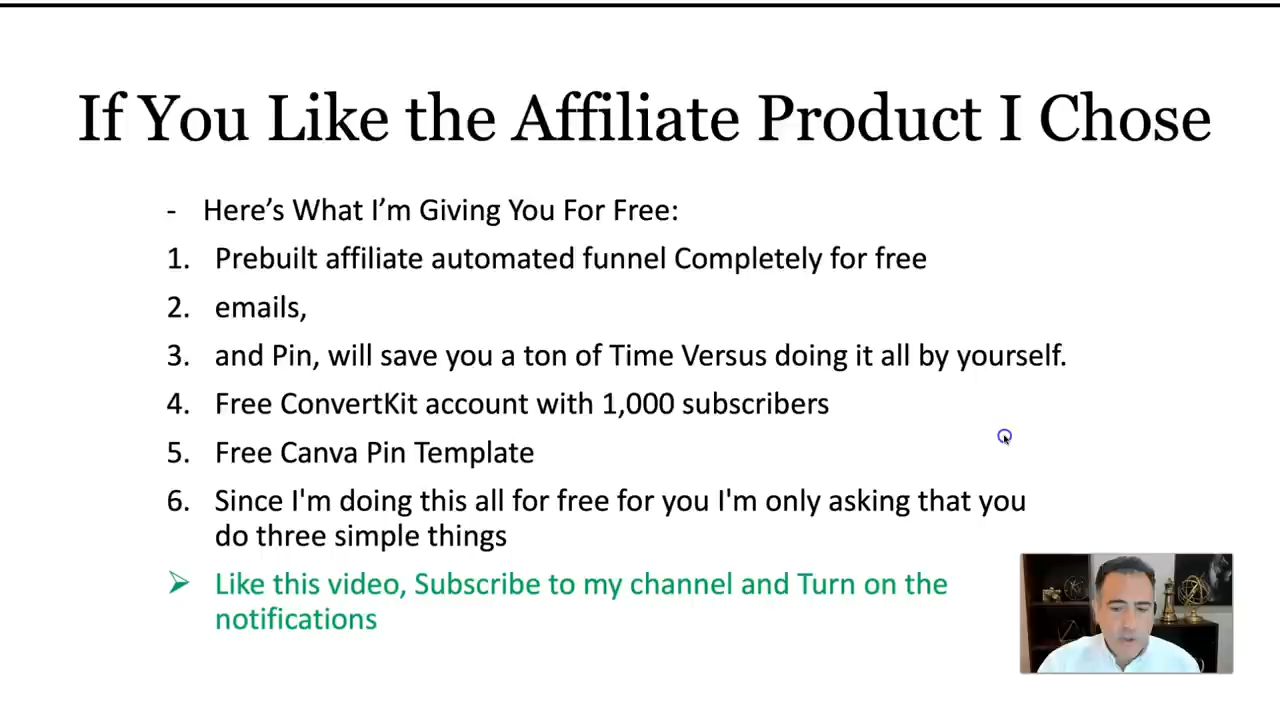 If You Like the Affiliate Product I Chose
- Here’s What I’m Giving You For Free:
1. Prebuilt affiliate automated funnel Completely for free
2. emails,
3. and Pin, will save you a ton of Time Versus doing it all by yourself.
4. Free ConvertKit account with 1,000 subscribers
5. Free Canva Pin Template
6. Since I'm doing this all for free for you I'm only asking that you
do three simple things
➢ Like this video, Subscribe to my channel and Turn on the
notifications